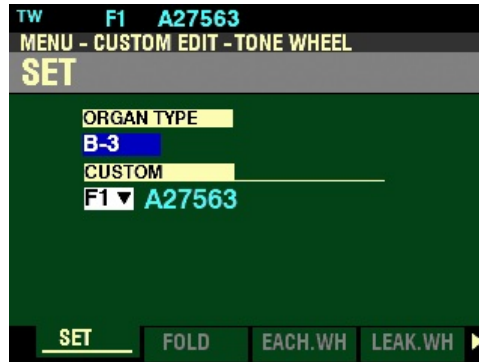 TW F1 A27563
MENU - CUSTOM EDIT - TONE WHEEL
SET
ORGAN TYPE
B-3
CUSTOM
F1 ▼ A27563
SET FOLD EACH.WH LEAK.WH ▶